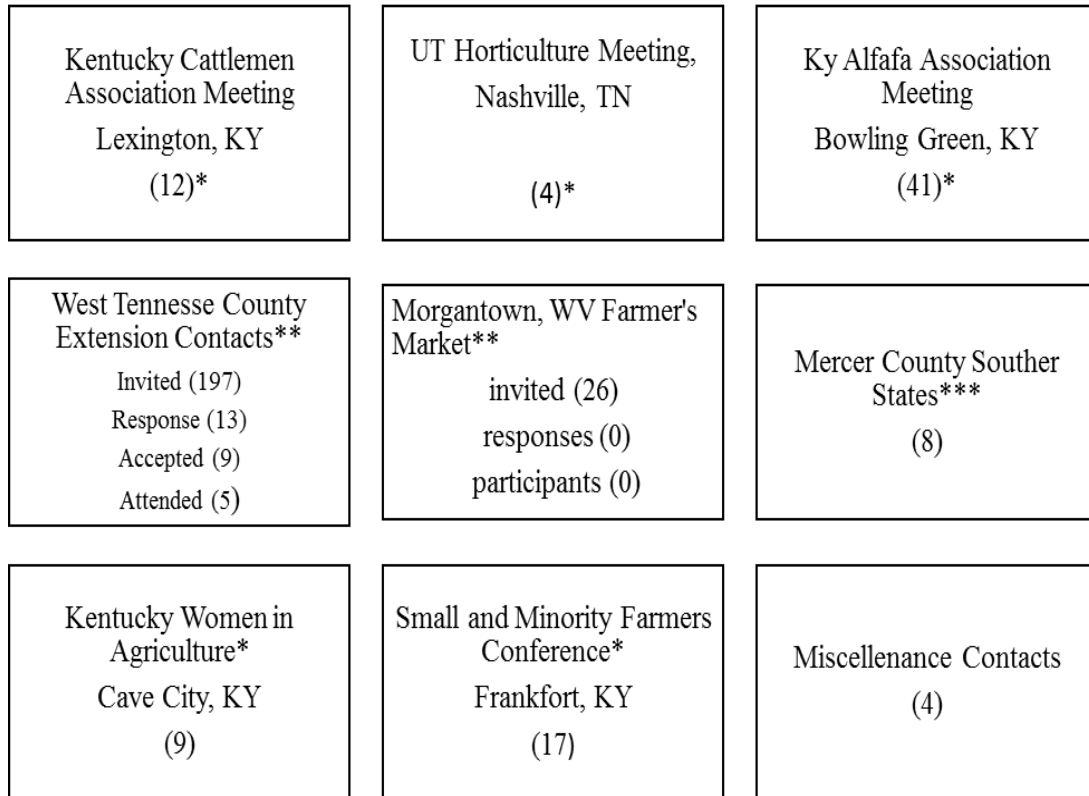 Kentucky Cattlemen
Association Meeting
Lexington, KY
(12)*
UT Horticulture Meeting,
Nashville, TN
(4)*
Ky Alfafa Association
Meeting
Bowling Green, KY
(41)*
West Tennesse County
Extension Contacts**
Invited (197)
Response (13)
Accepted (9)
Attended (5)
Morgantown, WV Farmer's
Market**
invited (26)
responses (0)
participants (0)
Mercer County Souther
States***
(8)
Kentucky Women in
Agriculture*
Cave City, KY
(9)
Small and Minority Farmers
Conference*
Frankfort, KY
(17)
Miscellenance Contacts
(4)